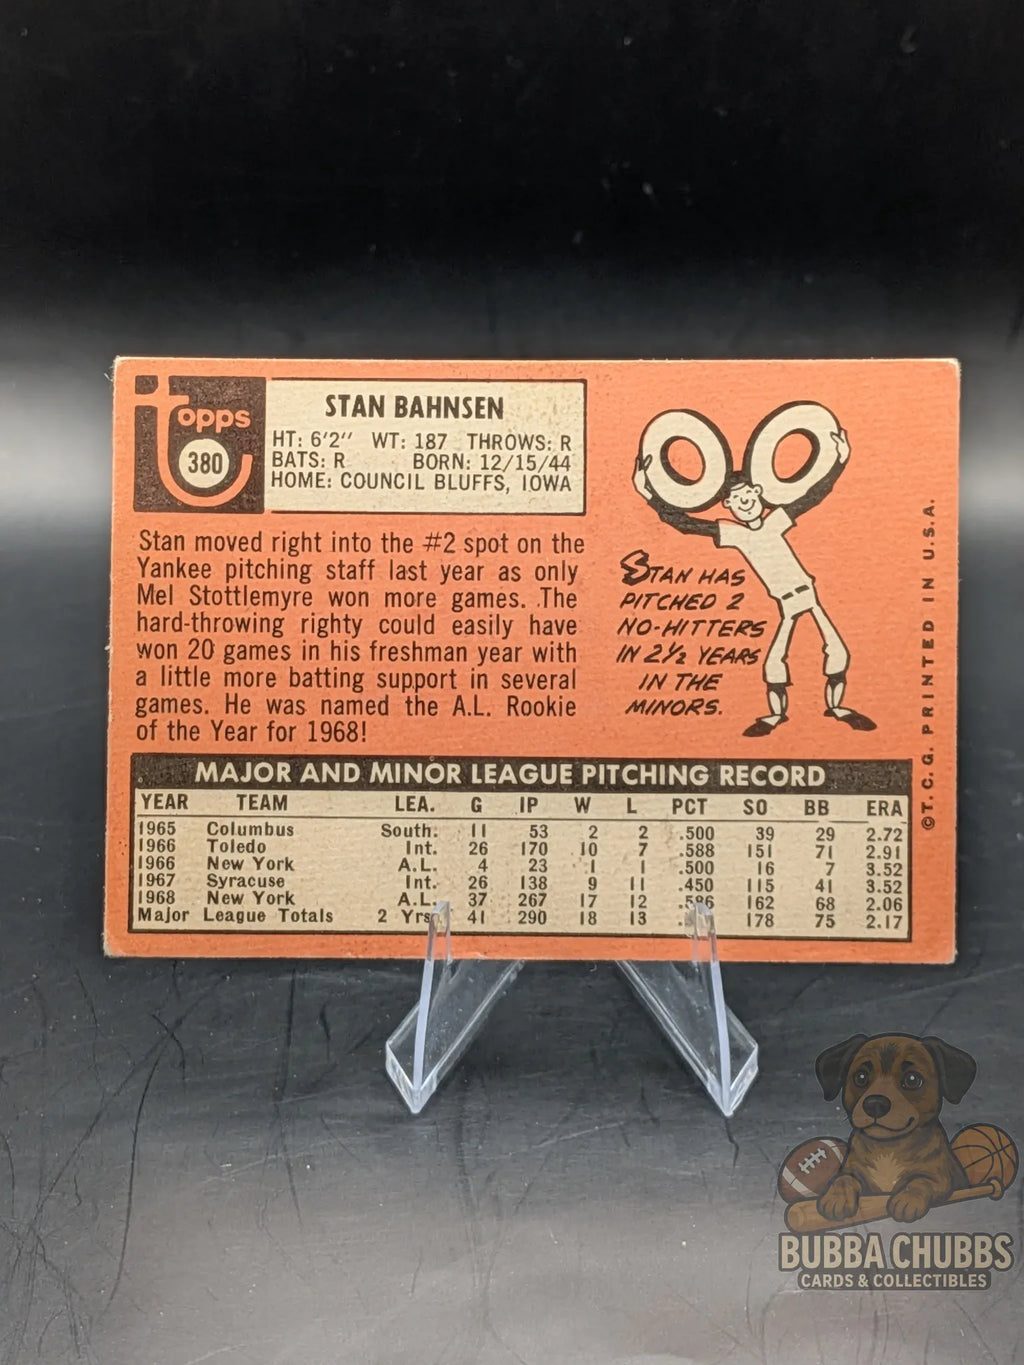 topps
380
STAN BAHNSEN
HT: 6'2" WT: 187 THROWS: R
BATS: R BORN: 12/15/44
HOME: COUNCIL BLUFFS, IOWA
Stan moved right into the #2 spot on the
Yankee pitching staff last year as only
Mel Stottlemyre won more games. The
hard-throwing righty could easily have
won 20 games in his freshman year with
a little more batting support in several
games. He was named the A.L. Rookie
of the Year for 1968!
STAN HAS
PITCHED 2
NO-HITTERS
IN 2½ YEARS
IN THE
MINORS.
©T.C.G. PRINTED IN U.S.A.
MAJOR AND MINOR LEAGUE PITCHING RECORD
YEAR TEAM LEA. G IP W L PCT SO BB ERA
1965 Columbus South. 11 53 2 2 .500 39 29 2.72
1966 Toledo Int. 26 170 10 7 .588 151 71 2.91
1966 New York A.L. 4 23 1 1 .500 16 7 3.52
1967 Syracuse Int. 26 138 9 11 .450 115 41 3.52
1968 New York A.L. 37 267 17 12 .586 162 68 2.06
Major League Totals 2 Yrs. 41 290 18 13 178 75 2.17
BUBBA CHUBBS
CARDS & COLLECTIBLES